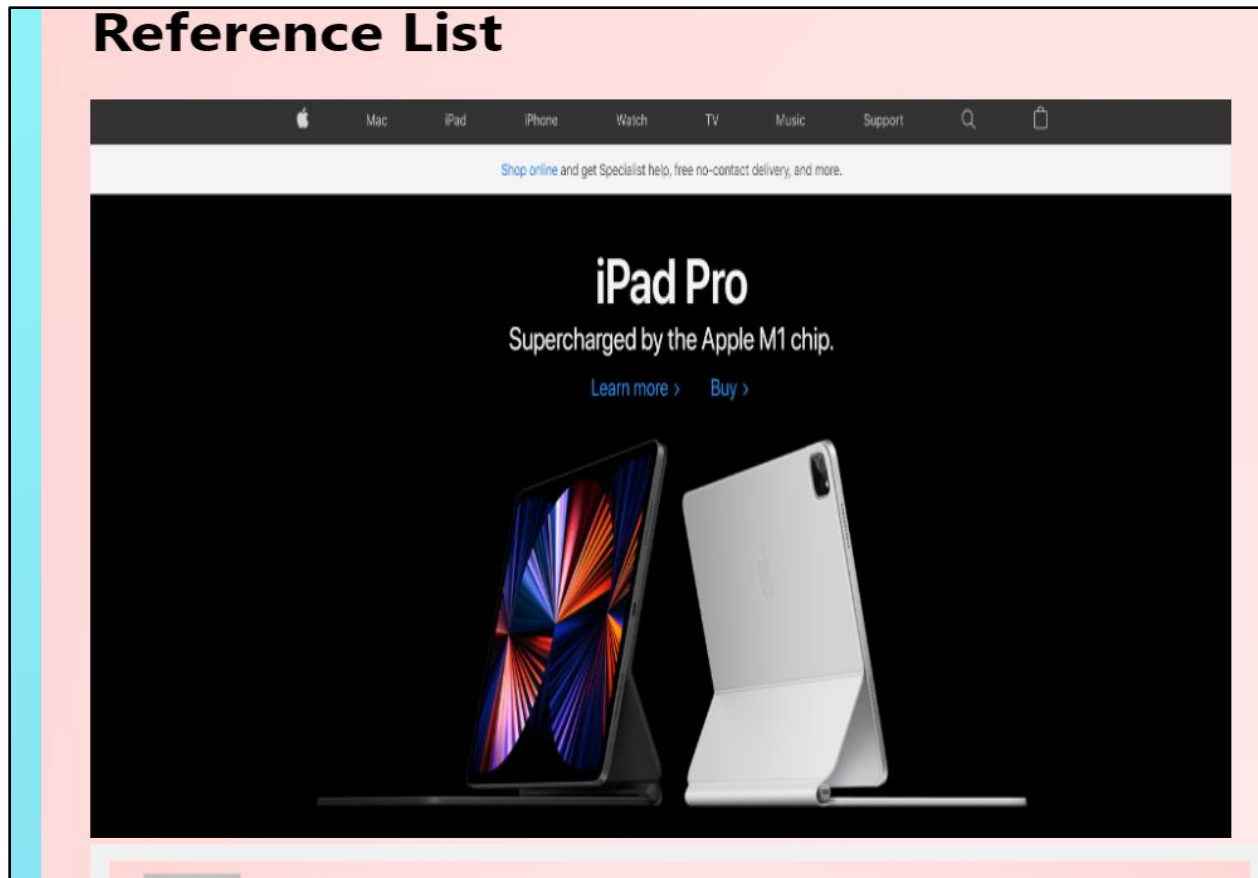 Reference List
Mac iPad iPhone Watch TV Music Support
Shop online and get Specialist help, free no-contact delivery, and more.
iPad Pro
Supercharged by the Apple M1 chip.
Learn more > Buy >